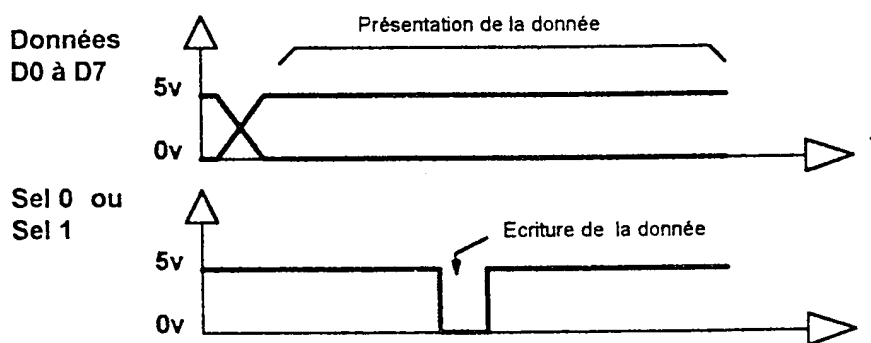 Présentation de la donnée
Données
D0 à D7
5v
0v
Sel 0 ou
Sel 1
Ecriture de la donnée
5v
0v